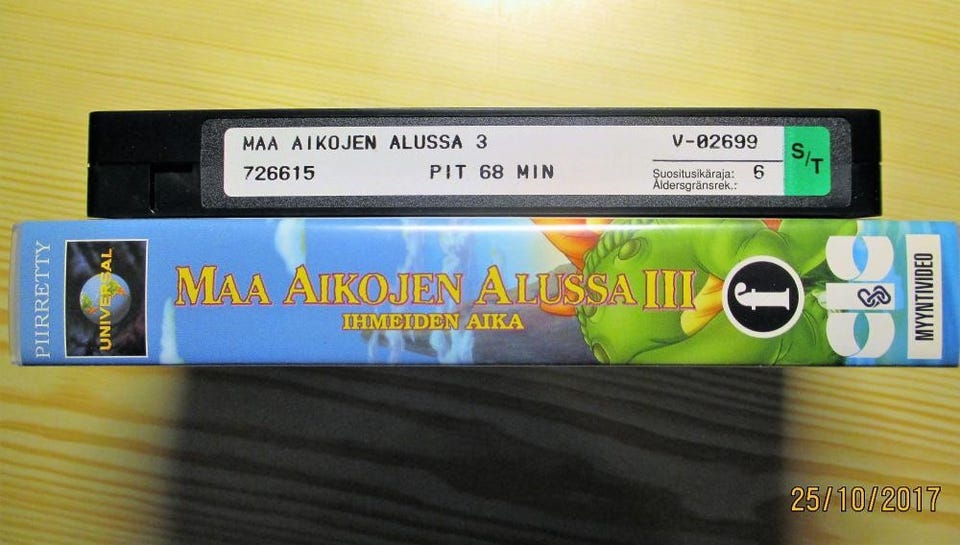 MAA AIKOJEN ALUSSA 3
V-02699
726615
PIT 68 MIN
Suositusikäraja:
Åldersgränsrek.:
6
S/T
PIIRRETTY
UNIVERSAL
MAA AIKOJEN ALUSSA III
IHMEIDEN AIKA
f
CIC
MYYNTIVIDEO
25/10/2017